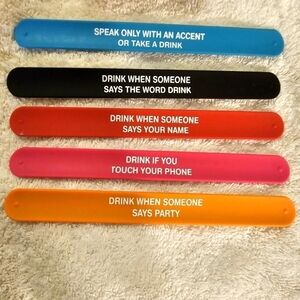 SPEAK ONLY WITH AN ACCENT
OR TAKE A DRINK
DRINK WHEN SOMEONE
SAYS THE WORD DRINK
DRINK WHEN SOMEONE
SAYS YOUR NAME
DRINK IF YOU
TOUCH YOUR PHONE
DRINK WHEN SOMEONE
SAYS PARTY